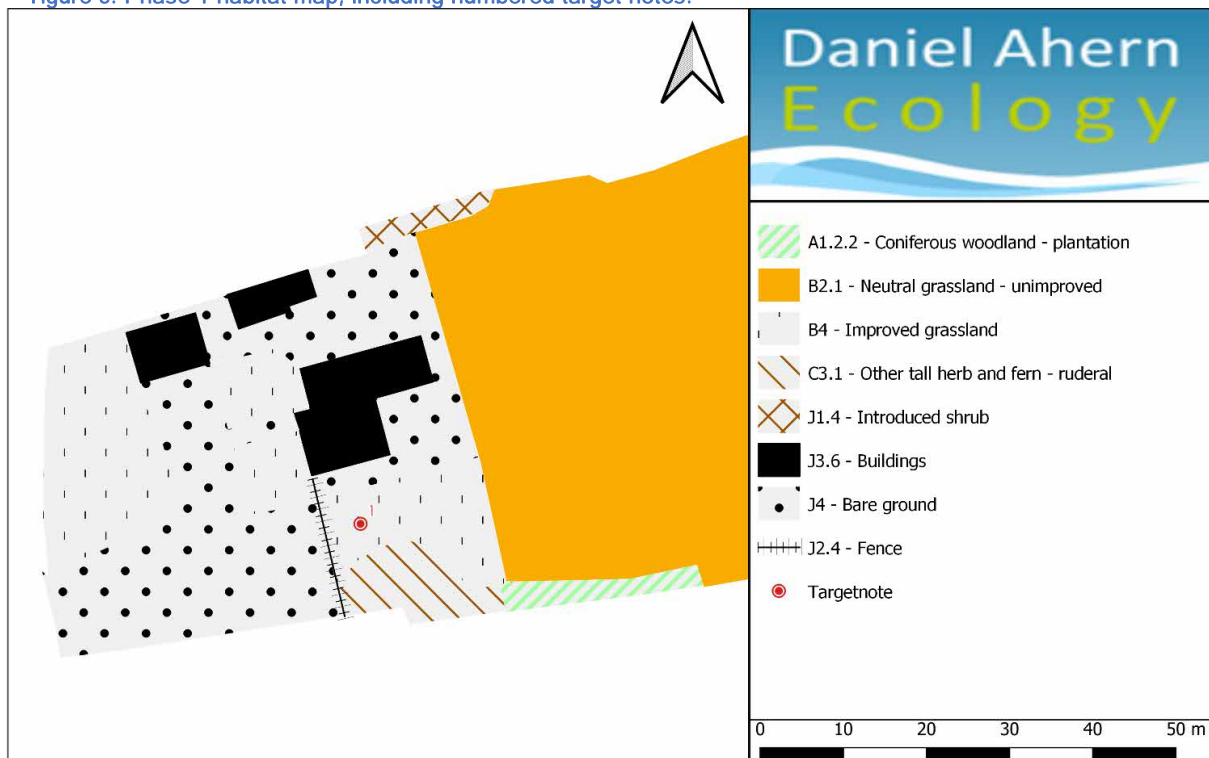 Figure 3: Phase 1 habitat map, including numbered target notes.
Daniel Ahern
Ecology
A1.2.2 - Coniferous woodland - plantation
B2.1 - Neutral grassland - unimproved
B4 - Improved grassland
C3.1 - Other tall herb and fern - ruderal
J1.4 - Introduced shrub
J3.6 - Buildings
J4 - Bare ground
J2.4 - Fence
Targetnote
1
0 10 20 30 40 50 m